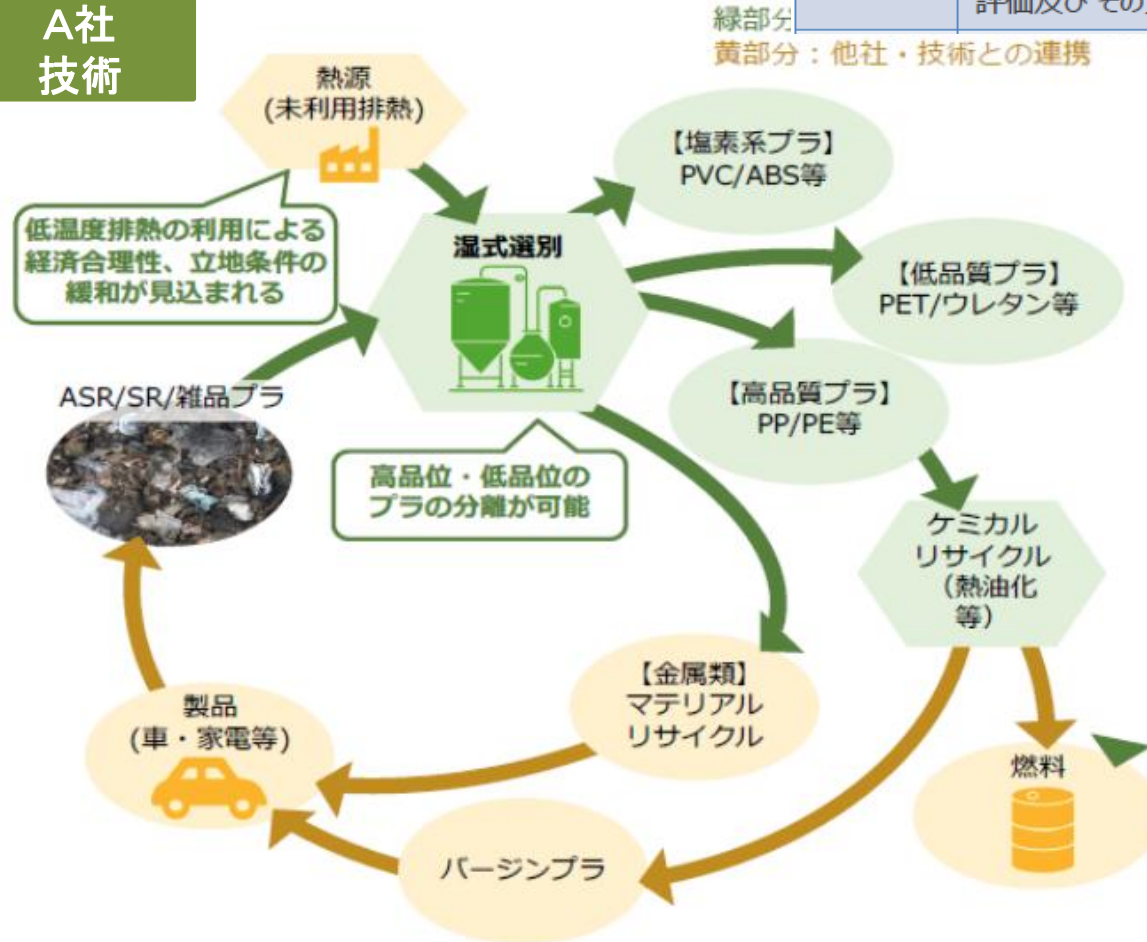 A社
技術
評価及び その
緑部分
黄部分：他社・技術との連携
熱源
(未利用排熱)
【塩素系プラ】
PVC/ABS等
低温度排熱の利用による
経済合理性、立地条件の
緩和が見込まれる
湿式選別
【低品質プラ】
PET/ウレタン等
ASR/SR/雑品プラ
【高品質プラ】
PP/PE等
高品位・低品位の
プラの分離が可能
ケミカル
リサイクル
（熱油化
等）
【金属類】
マテリアル
リサイクル
製品
(車・家電等)
燃料
バージンプラ